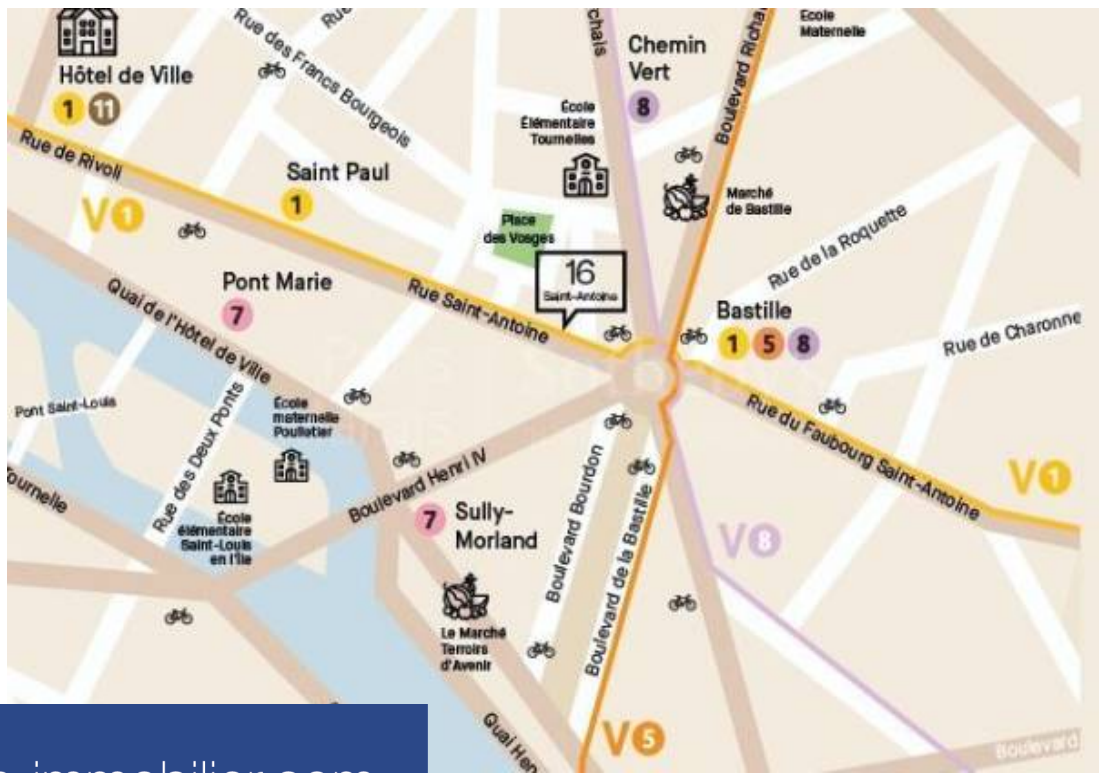 Rue des Francs Bourgeois
Hôtel de Ville
1 11
Rue de Rivoli
V1
Saint Paul
1
École
Élémentaire
Tournelles
Chemin
Vert
8
École
Maternelle
Marché
de Bastille
Place
des Vosges
16
Saint-Antoine
Rue Saint-Antoine
Rue de la Roquette
Bastille
1 5 8
Rue de Charonne
Pont Marie
7
Quai de l'Hôtel de Ville
Pont Saint-Louis
Rue des Deux Ponts
École
maternelle
Poulletier
École
élémentaire
Saint-Louis
en l'Île
Boulevard Henri IV
7
Sully-
Morland
Le Marché
Terroirs
d'Avenir
Boulevard Bourdon
Boulevard de la Bastille
Rue du Faubourg Saint-Antoine
V1
V8
V5
Boulevard